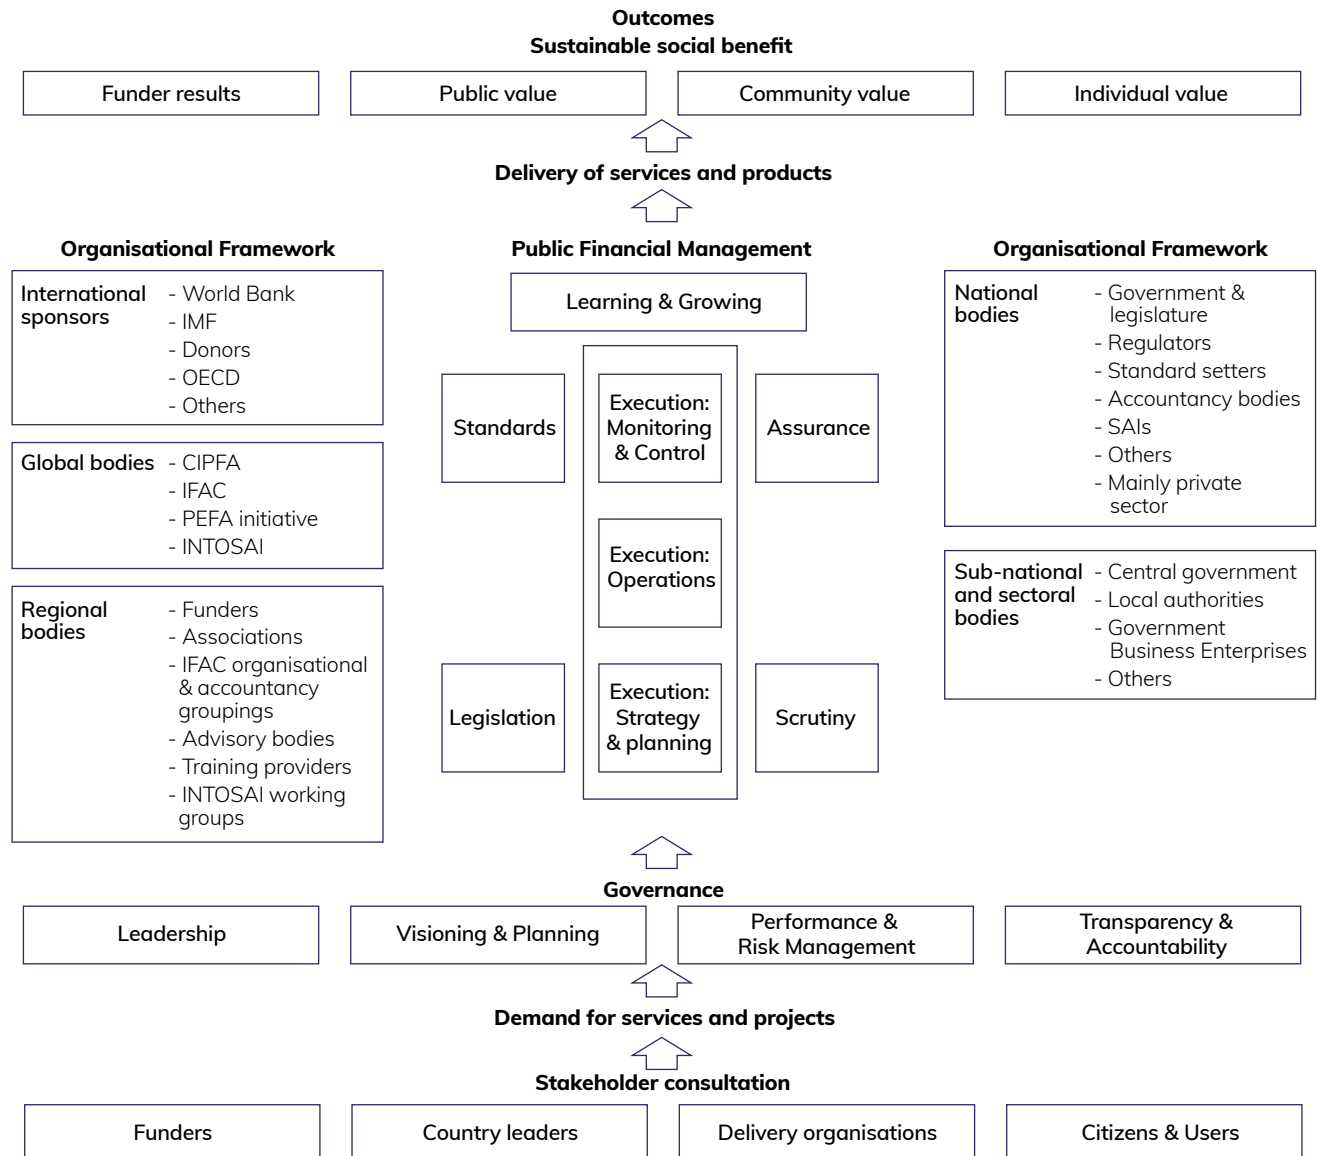 Outcomes
Sustainable social benefit
Funder results
Public value
Community value
Individual value
Delivery of services and products
Organisational Framework
International
sponsors
- World Bank
- IMF
- Donors
- OECD
- Others
Global bodies
- CIPFA
- IFAC
- PEFA initiative
- INTOSAI
Regional
bodies
- Funders
- Associations
- IFAC organisational
& accountancy
groupings
- Advisory bodies
- Training providers
- INTOSAI working
groups
Public Financial Management
Learning & Growing
Standards
Execution:
Monitoring
& Control
Assurance
Execution:
Operations
Legislation
Execution:
Strategy
& planning
Scrutiny
Organisational Framework
National
bodies
- Government &
legislature
- Regulators
- Standard setters
- Accountancy bodies
- SAIs
- Others
- Mainly private
sector
Sub-national
and sectoral
bodies
- Central government
- Local authorities
- Government
Business Enterprises
- Others
Governance
Leadership
Visioning & Planning
Performance &
Risk Management
Transparency &
Accountability
Demand for services and projects
Stakeholder consultation
Funders
Country leaders
Delivery organisations
Citizens & Users